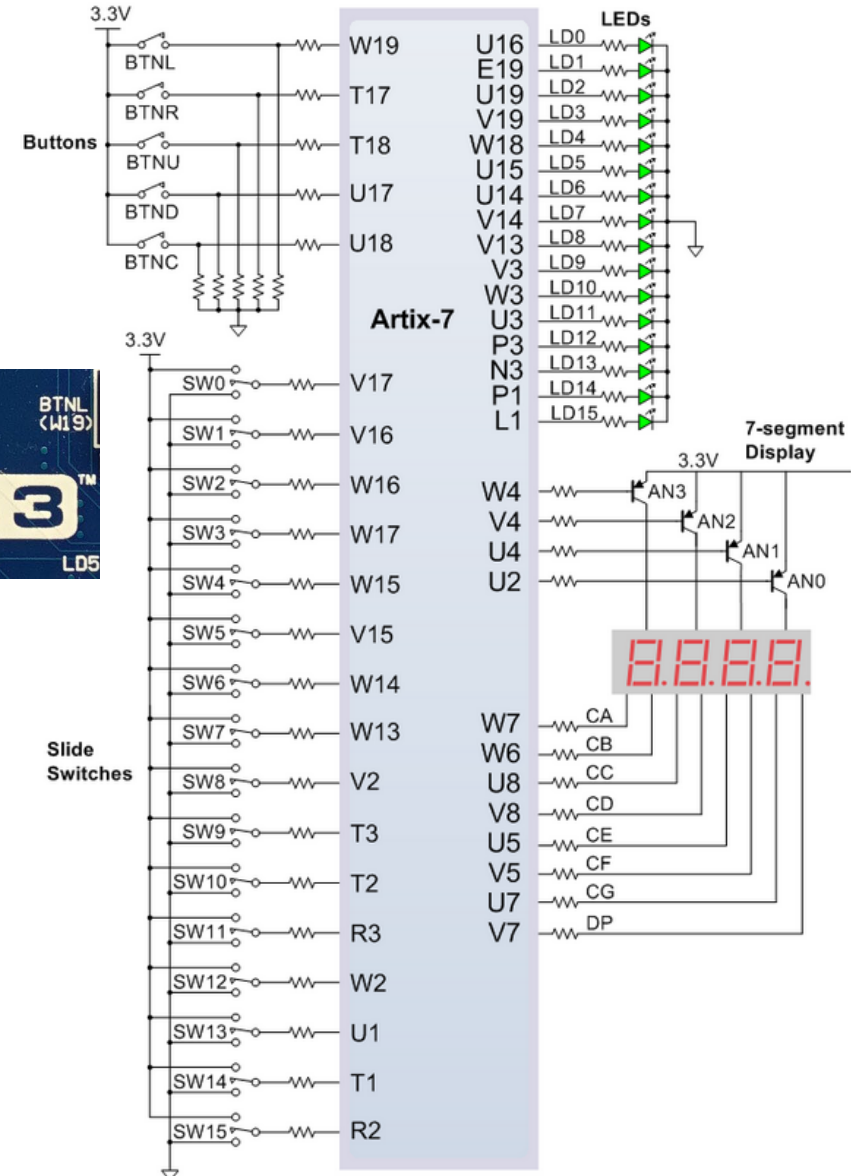 3.3V
BTNL
BTNR
BTNU
BTND
BTNC
Buttons
W19
T17
T18
U17
U18
Artix-7
LEDs
U16 LD0
E19 LD1
U19 LD2
V19 LD3
W18 LD4
U15 LD5
U14 LD6
V14 LD7
V13 LD8
V3 LD9
W3 LD10
U3 LD11
P3 LD12
N3 LD13
P1 LD14
L1 LD15
3.3V
SW0 V17
SW1 V16
SW2 W16
SW3 W17
SW4 W15
SW5 V15
SW6 W14
SW7 W13
SW8 V2
SW9 T3
SW10 T2
SW11 R3
SW12 W2
SW13 U1
SW14 T1
SW15 R2
Slide
Switches
BTNL
(W19)
3™
LD5
7-segment
Display
3.3V
W4 AN3
V4 AN2
U4 AN1
U2 AN0
8.8.8.8.
W7 CA
W6 CB
U8 CC
V8 CD
U5 CE
V5 CF
U7 CG
V7 DP